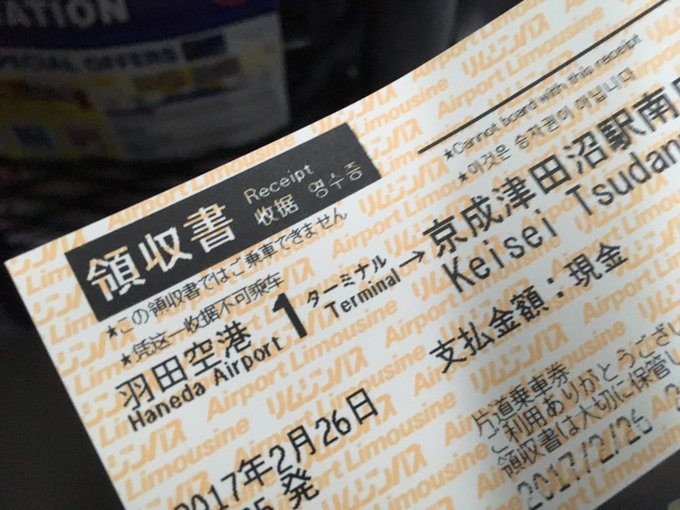 SPECIAL OFFERS
領収書 Receipt
收据 영수증
*Cannot board with this receipt
*이것은 승차권이 아닙니다
*この領収書ではご乗車できません
*凭这一收据不可乘车
羽田空港 1 ターミナル → 京成津田沼駅南
Haneda Airport Terminal Keisei Tsudan
支払金額:現金
2017年2月26日
発
片道乗車券
ご利用ありがとうござい
領収書は大切に保管し
2017/2/26
Airport Limousine リムジンバス